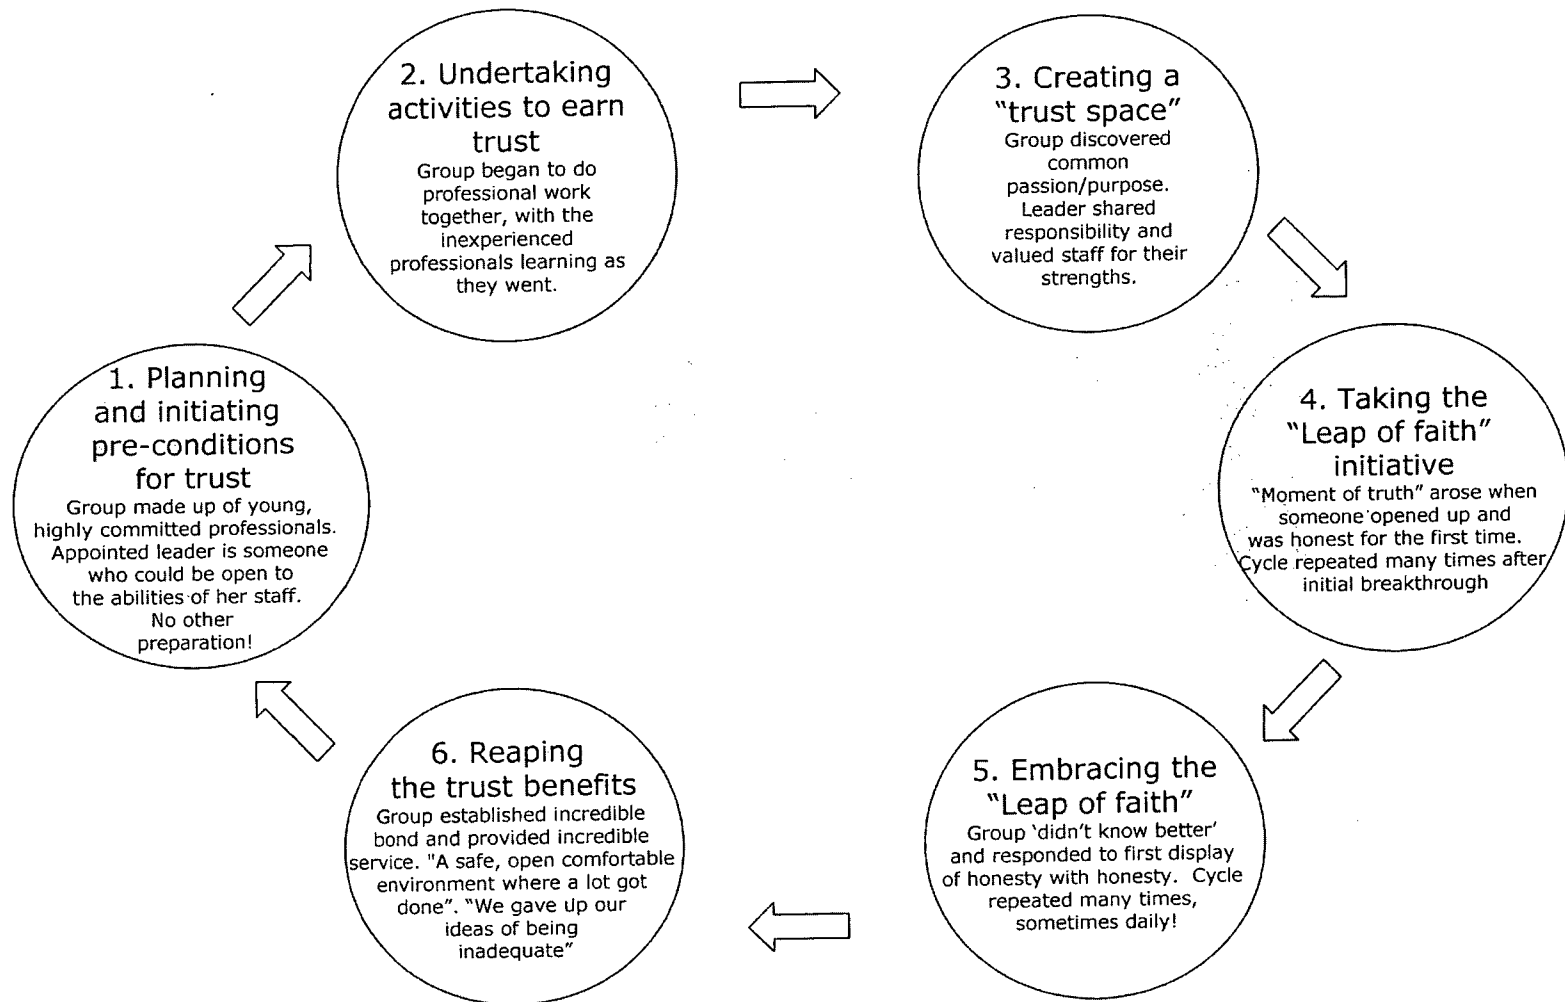 2. Undertaking
activities to earn
trust
Group began to do
professional work
together, with the
inexperienced
professionals learning as
they went.
3. Creating a
“trust space”
Group discovered
common
passion/purpose.
Leader shared
responsibility and
valued staff for their
strengths.
1. Planning
and initiating
pre-conditions
for trust
Group made up of young,
highly committed professionals.
Appointed leader is someone
who could be open to
the abilities of her staff.
No other
preparation!
4. Taking the
“Leap of faith”
initiative
“Moment of truth” arose when
someone opened up and
was honest for the first time.
Cycle repeated many times after
initial breakthrough
6. Reaping
the trust benefits
Group established incredible
bond and provided incredible
service. "A safe, open comfortable
environment where a lot got
done”. “We gave up our
ideas of being
inadequate”
5. Embracing the
“Leap of faith”
Group ‘didn’t know better’
and responded to first display
of honesty with honesty. Cycle
repeated many times,
sometimes daily!